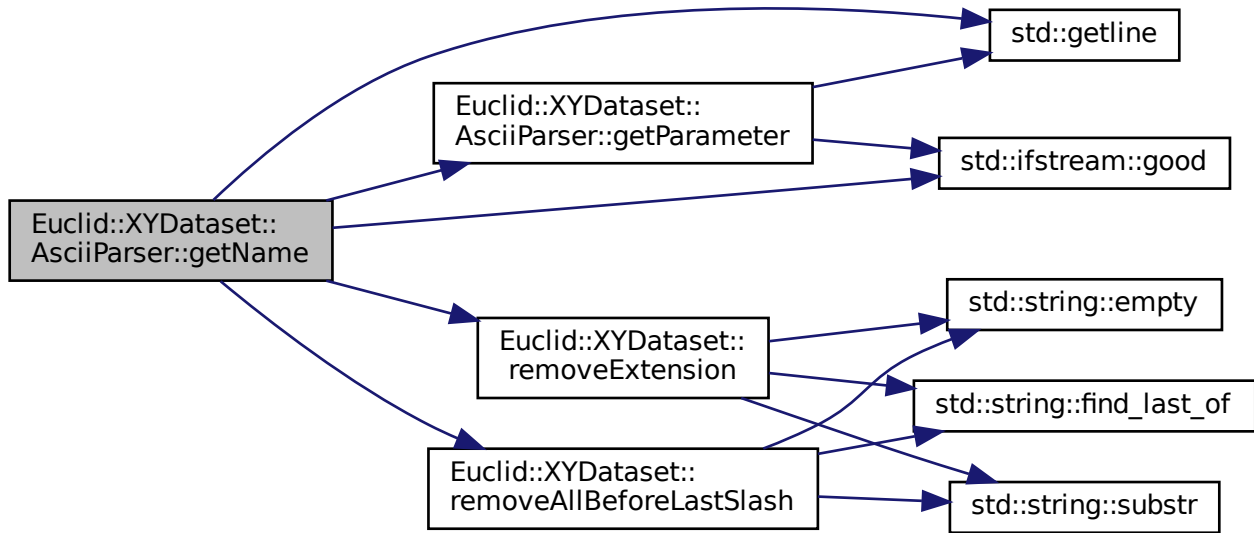 std::getline
Euclid::XYDataset::
AsciiParser::getParameter
std::ifstream::good
Euclid::XYDataset::
AsciiParser::getName
std::string::empty
Euclid::XYDataset::
removeExtension
std::string::find_last_of
Euclid::XYDataset::
removeAllBeforeLastSlash
std::string::substr